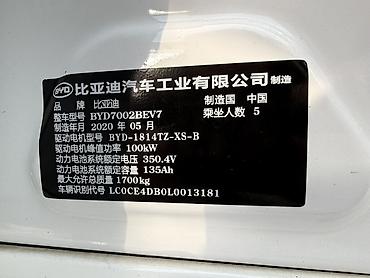 BYD 比亚迪汽车工业有限公司 制造
品牌 比亚迪 制造国 中国
整车型号 BYD7002BEV7 乘坐人数 5
制造年月 2020 年 05 月
驱动电机型号 BYD-1814TZ-XS-B
驱动电机峰值功率 100kW
动力电池系统额定电压 350.4V
动力电池系统额定容量 135Ah
最大允许总质量 1700kg
车辆识别代号 LC0CE4DB0L0013181